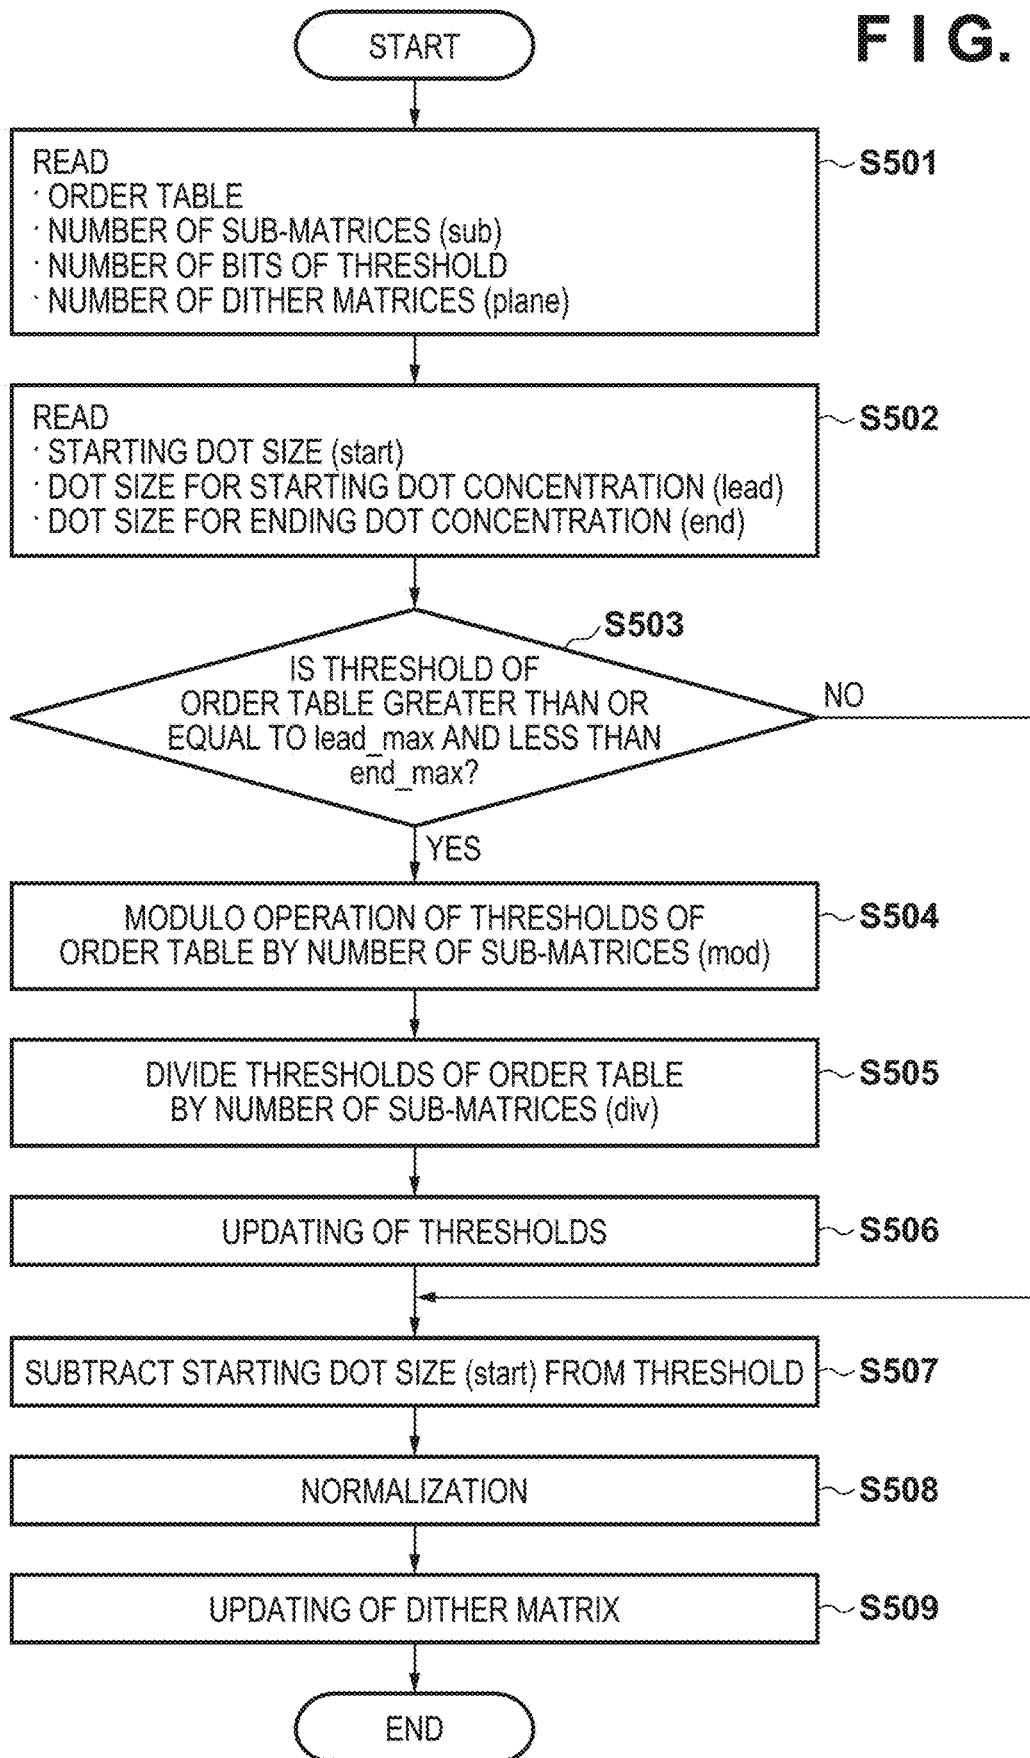 FIG.
START
READ
· ORDER TABLE
· NUMBER OF SUB-MATRICES (sub)
· NUMBER OF BITS OF THRESHOLD
· NUMBER OF DITHER MATRICES (plane)
S501
READ
· STARTING DOT SIZE (start)
· DOT SIZE FOR STARTING DOT CONCENTRATION (lead)
· DOT SIZE FOR ENDING DOT CONCENTRATION (end)
S502
S503
IS THRESHOLD OF
ORDER TABLE GREATER THAN OR
EQUAL TO lead_max AND LESS THAN
end_max?
NO
YES
MODULO OPERATION OF THRESHOLDS OF
ORDER TABLE BY NUMBER OF SUB-MATRICES (mod)
S504
DIVIDE THRESHOLDS OF ORDER TABLE
BY NUMBER OF SUB-MATRICES (div)
S505
UPDATING OF THRESHOLDS
S506
SUBTRACT STARTING DOT SIZE (start) FROM THRESHOLD
S507
NORMALIZATION
S508
UPDATING OF DITHER MATRIX
S509
END